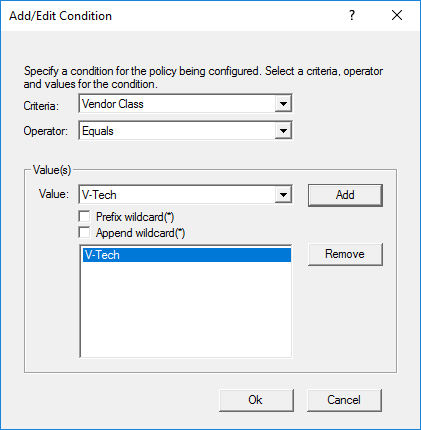 Add/Edit Condition
?
Specify a condition for the policy being configured. Select a criteria, operator
and values for the condition.
Criteria: Vendor Class
Operator: Equals
Value(s)
Value: V-Tech Add
Prefix wildcard(*)
Append wildcard(*)
V-Tech Remove
Ok Cancel